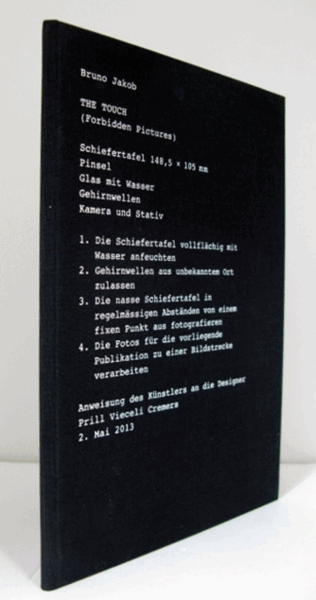 Bruno Jakob
THE TOUCH
(Forbidden Pictures)
Schiefertafel 148,5 × 105 mm
Pinsel
Glas mit Wasser
Gehirnwellen
Kamera und Stativ
1. Die Schiefertafel vollflächig mit
Wasser anfeuchten
2. Gehirnwellen aus unbekanntem Ort
zulassen
3. Die nasse Schiefertafel in
regelmässigen Abständen von einem
fixen Punkt aus fotografieren
4. Die Fotos für die vorliegende
Publikation zu einer Bildstrecke
verarbeiten
Anweisung des Künstlers an die Designer
Prill Vieceli Cremers
2. Mai 2013